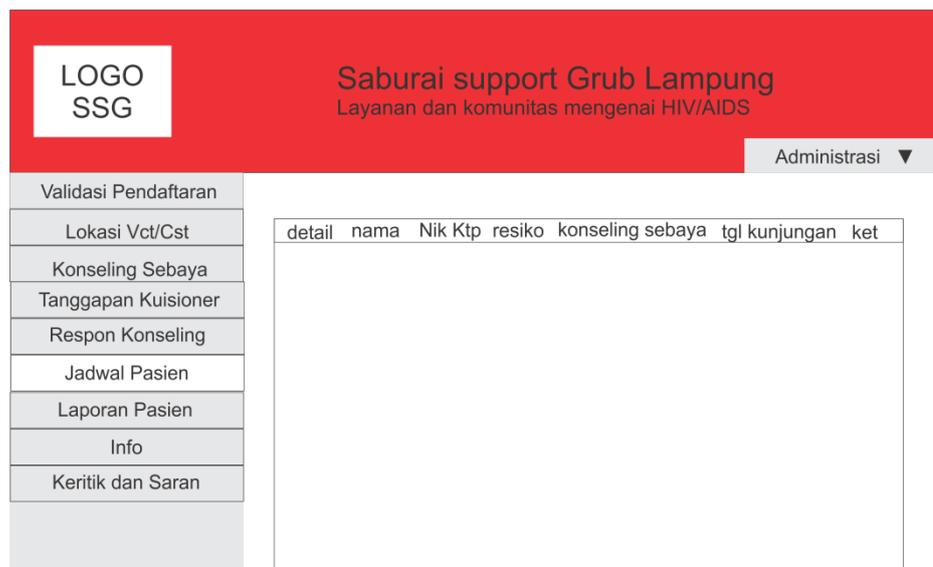 LOGO
SSG
Saburai support Grub Lampung
Layanan dan komunitas mengenai HIV/AIDS
Administrasi ▼
Validasi Pendaftaran
Lokasi Vct/Cst
Konseling Sebaya
Tanggapan Kuisioner
Respon Konseling
Jadwal Pasien
Laporan Pasien
Info
Keritik dan Saran
detail nama Nik Ktp resiko konseling sebaya tgl kunjungan ket